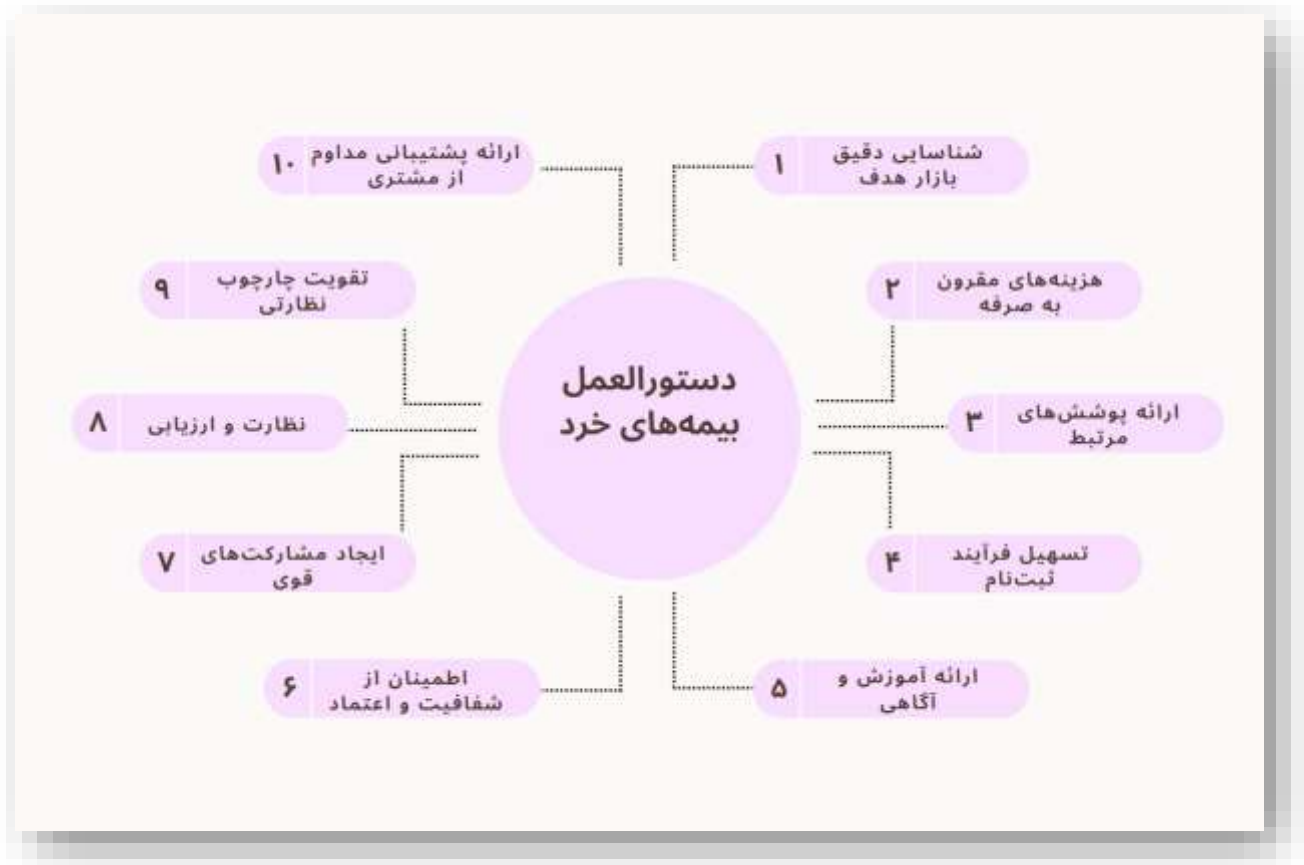 دستورالعمل
بیمه‌های خرد
۱
شناسایی دقیق
بازار هدف
۲
هزینه‌های مقرون
به صرفه
۳
ارائه پوشش‌های
مرتبط
۴
تسهیل فرآیند
ثبت‌نام
۵
ارائه آموزش و
آگاهی
۶
اطمینان از
شفافیت و اعتماد
۷
ایجاد مشارکت‌های
قوی
۸
نظارت و ارزیابی
۹
تقویت چارچوب
نظارتی
۱۰
ارائه پشتیبانی مداوم
از مشتری